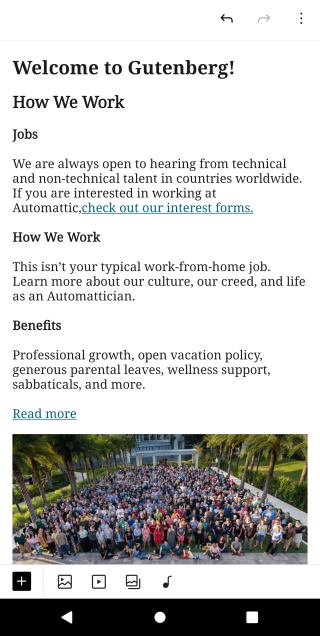 Welcome to Gutenberg!
How We Work
Jobs
We are always open to hearing from technical
and non-technical talent in countries worldwide.
If you are interested in working at
Automattic,check out our interest forms.
How We Work
This isn’t your typical work-from-home job.
Learn more about our culture, our creed, and life
as an Automattician.
Benefits
Professional growth, open vacation policy,
generous parental leaves, wellness support,
sabbaticals, and more.
Read more